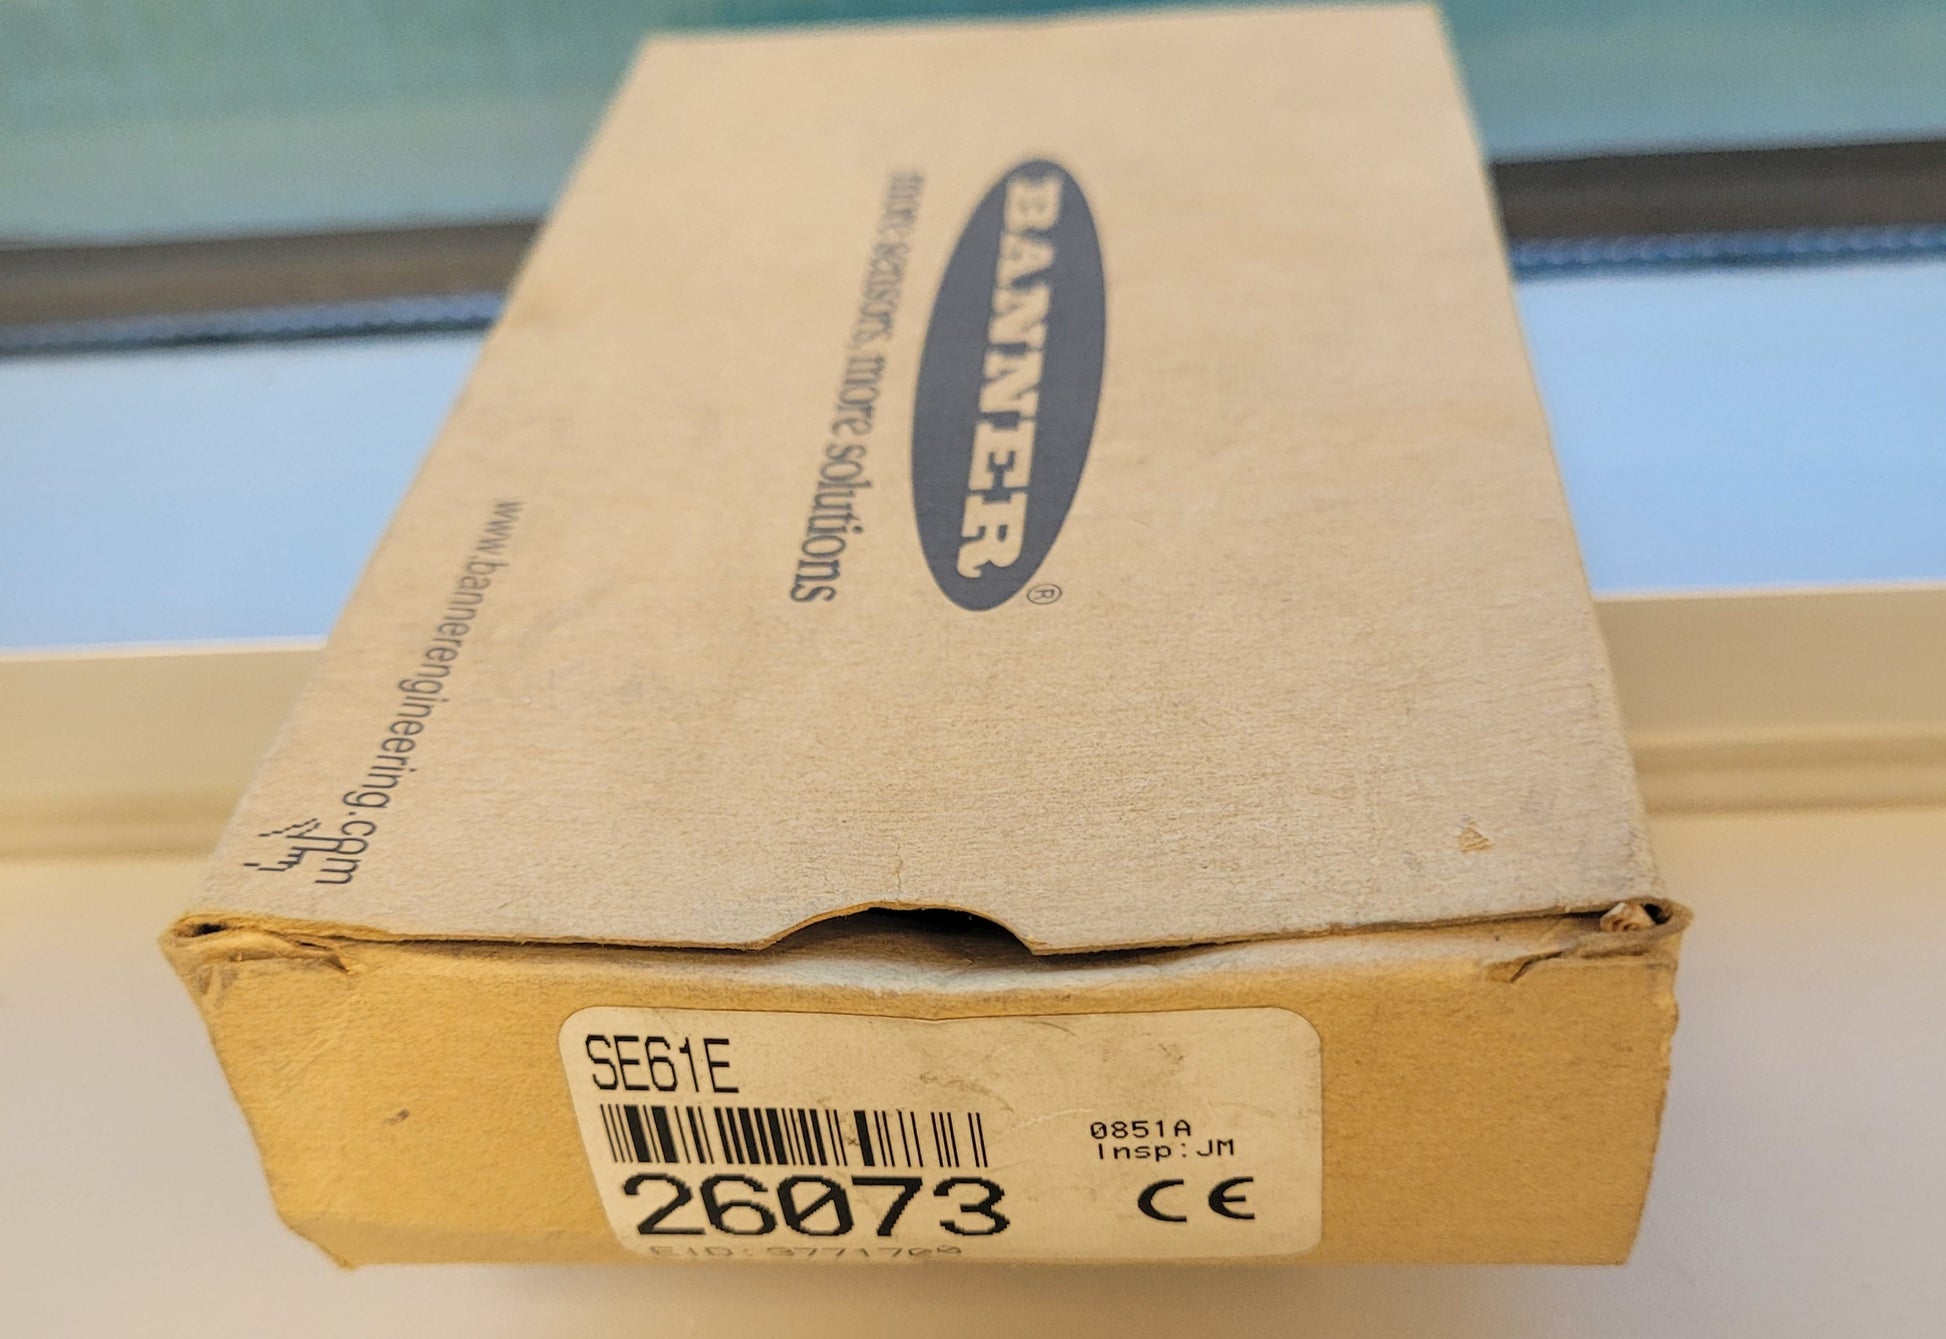 BANNER®
more sensors, more solutions
www.bannerengineering.com
SE61E
0851A
Insp:JM
26073
CE